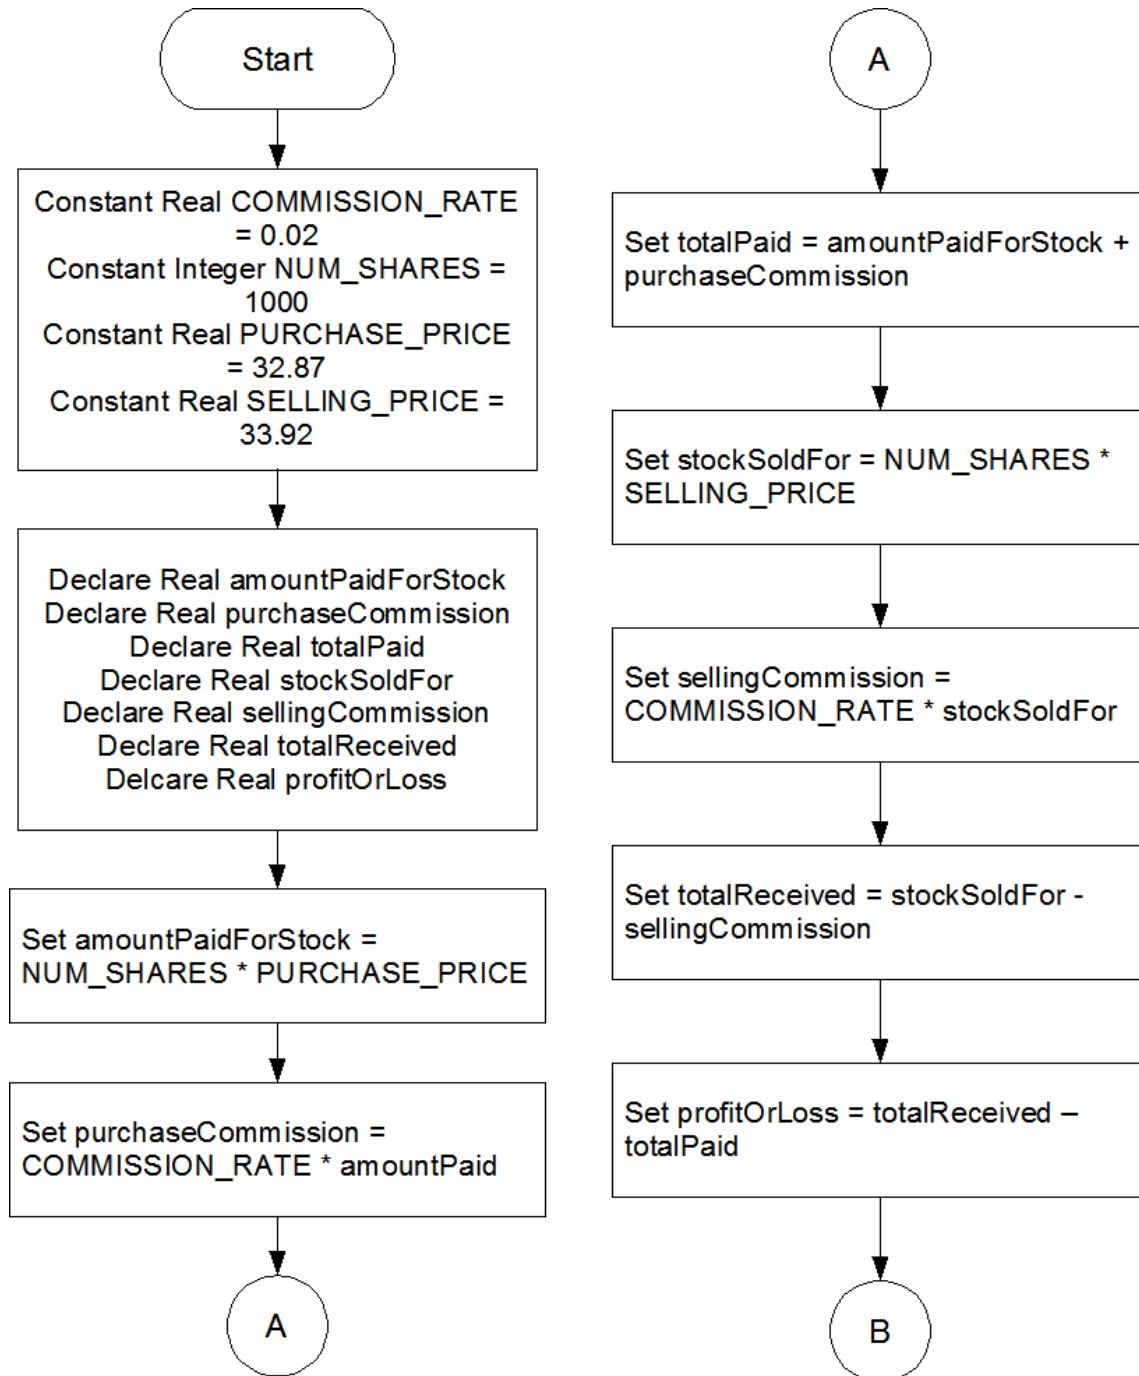 Start
Constant Real COMMISSION_RATE
= 0.02
Constant Integer NUM_SHARES =
1000
Constant Real PURCHASE_PRICE
= 32.87
Constant Real SELLING_PRICE =
33.92
Declare Real amountPaidForStock
Declare Real purchaseCommission
Declare Real totalPaid
Declare Real stockSoldFor
Declare Real sellingCommission
Declare Real totalReceived
Delcare Real profitOrLoss
Set amountPaidForStock =
NUM_SHARES * PURCHASE_PRICE
Set purchaseCommission =
COMMISSION_RATE * amountPaid
A
A
Set totalPaid = amountPaidForStock +
purchaseCommission
Set stockSoldFor = NUM_SHARES *
SELLING_PRICE
Set sellingCommission =
COMMISSION_RATE * stockSoldFor
Set totalReceived = stockSoldFor -
sellingCommission
Set profitOrLoss = totalReceived –
totalPaid
B